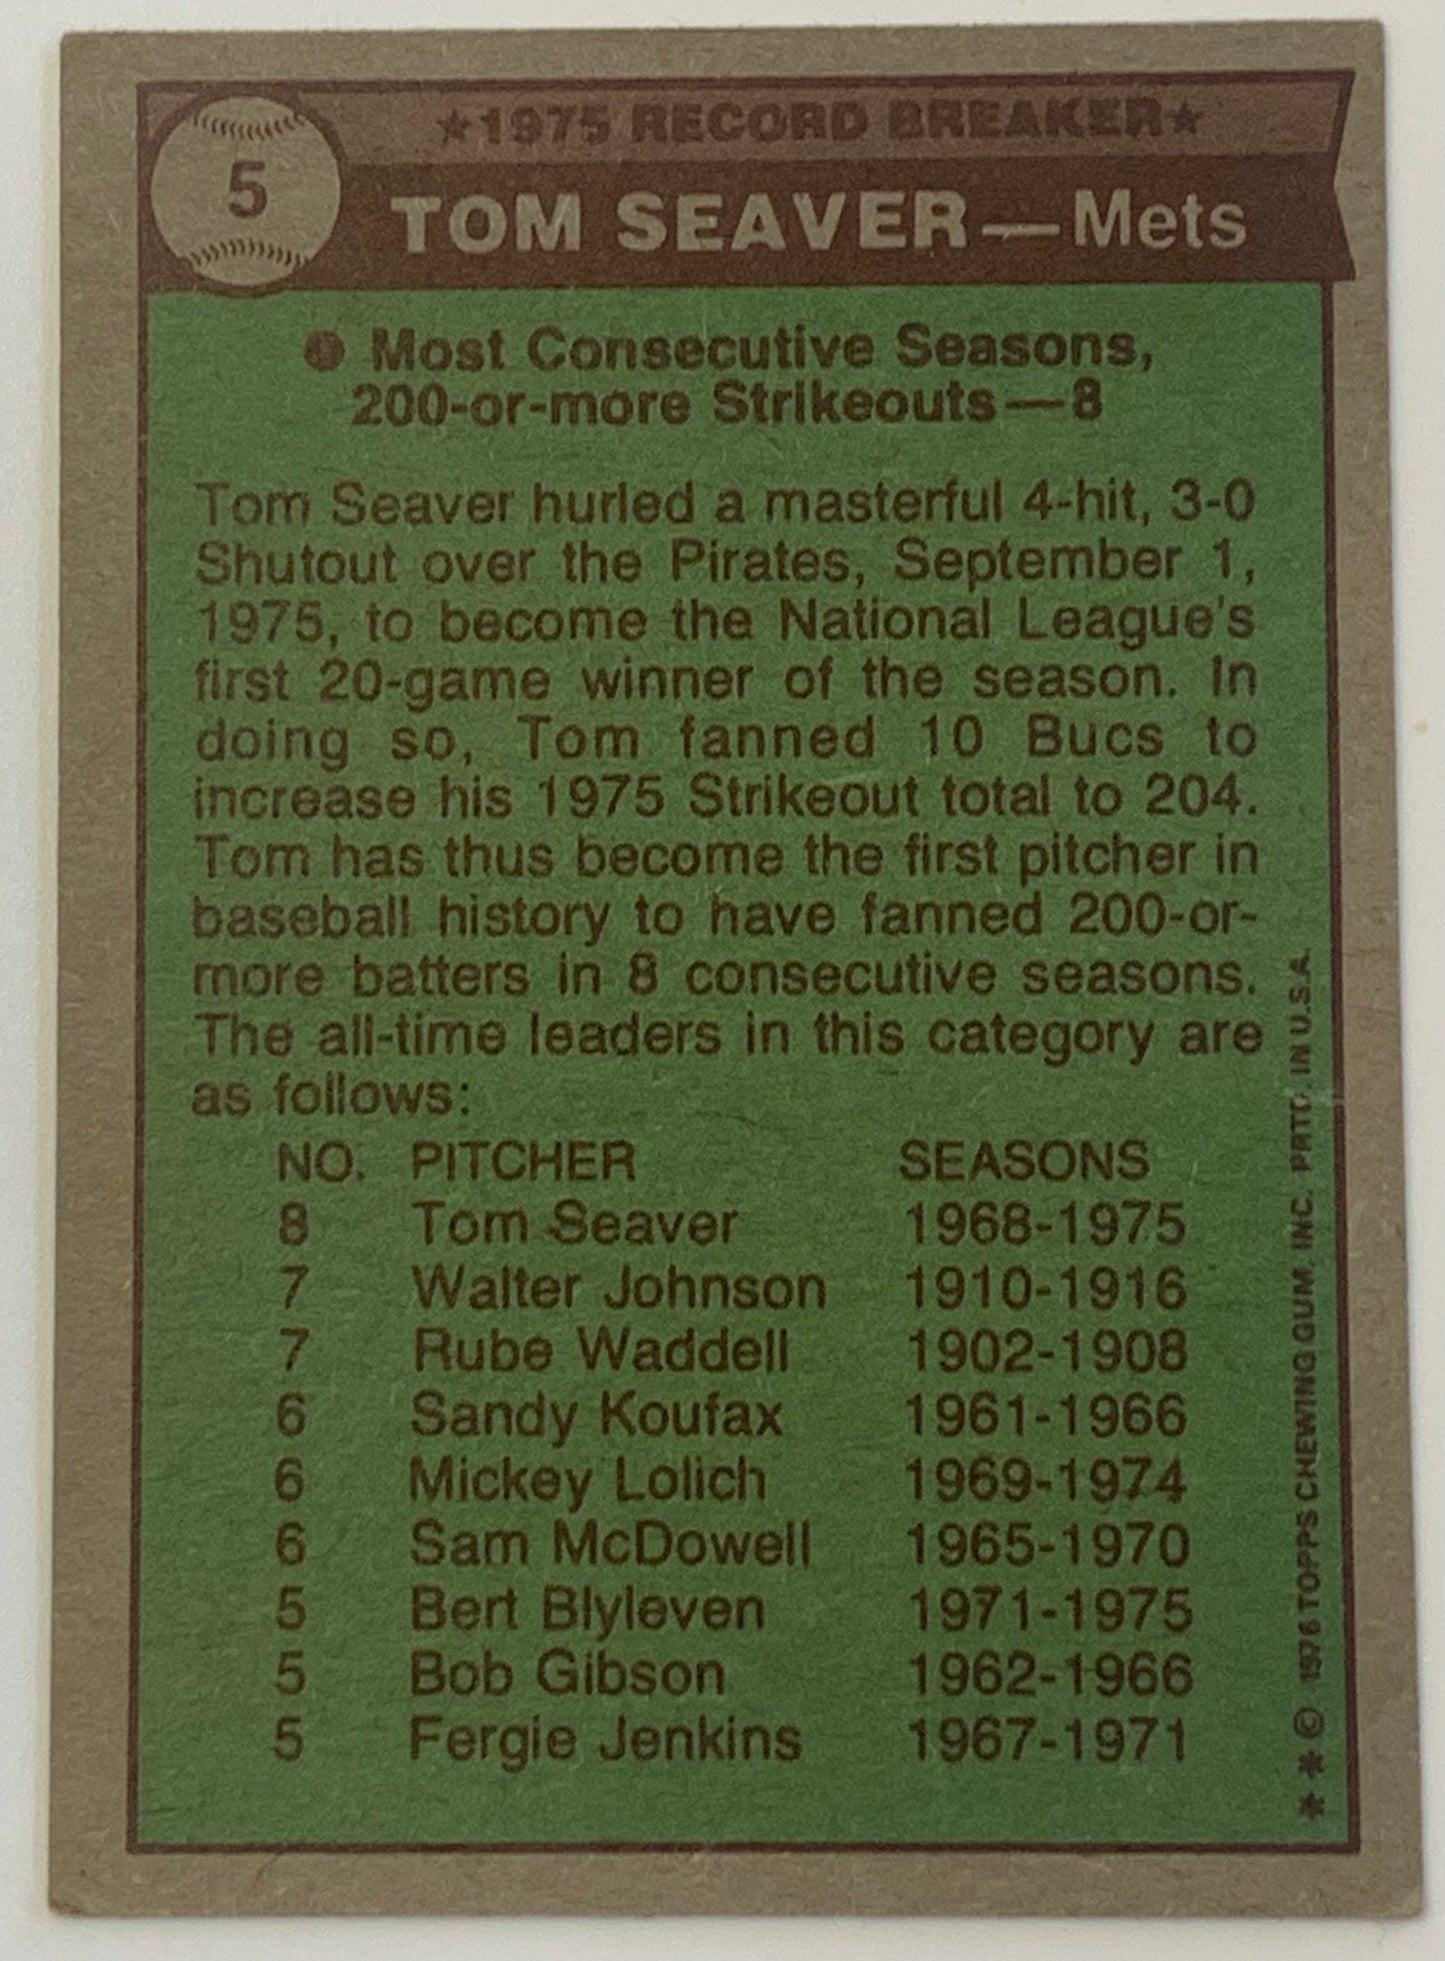 ★1975 RECORD BREAKER★
5
TOM SEAVER—Mets
● Most Consecutive Seasons,
200-or-more Strikeouts—8
Tom Seaver hurled a masterful 4-hit, 3-0
Shutout over the Pirates, September 1,
1975, to become the National League's
first 20-game winner of the season. In
doing so, Tom fanned 10 Bucs to
increase his 1975 Strikeout total to 204.
Tom has thus become the first pitcher in
baseball history to have fanned 200-or-
more batters in 8 consecutive seasons.
The all-time leaders in this category are
as follows:
NO. PITCHER SEASONS
8 Tom Seaver 1968-1975
7 Walter Johnson 1910-1916
7 Rube Waddell 1902-1908
6 Sandy Koufax 1961-1966
6 Mickey Lolich 1969-1974
6 Sam McDowell 1965-1970
5 Bert Blyleven 1971-1975
5 Bob Gibson 1962-1966
5 Fergie Jenkins 1967-1971
** © 1976 TOPPS CHEWING GUM, INC. PRTD. IN U.S.A.